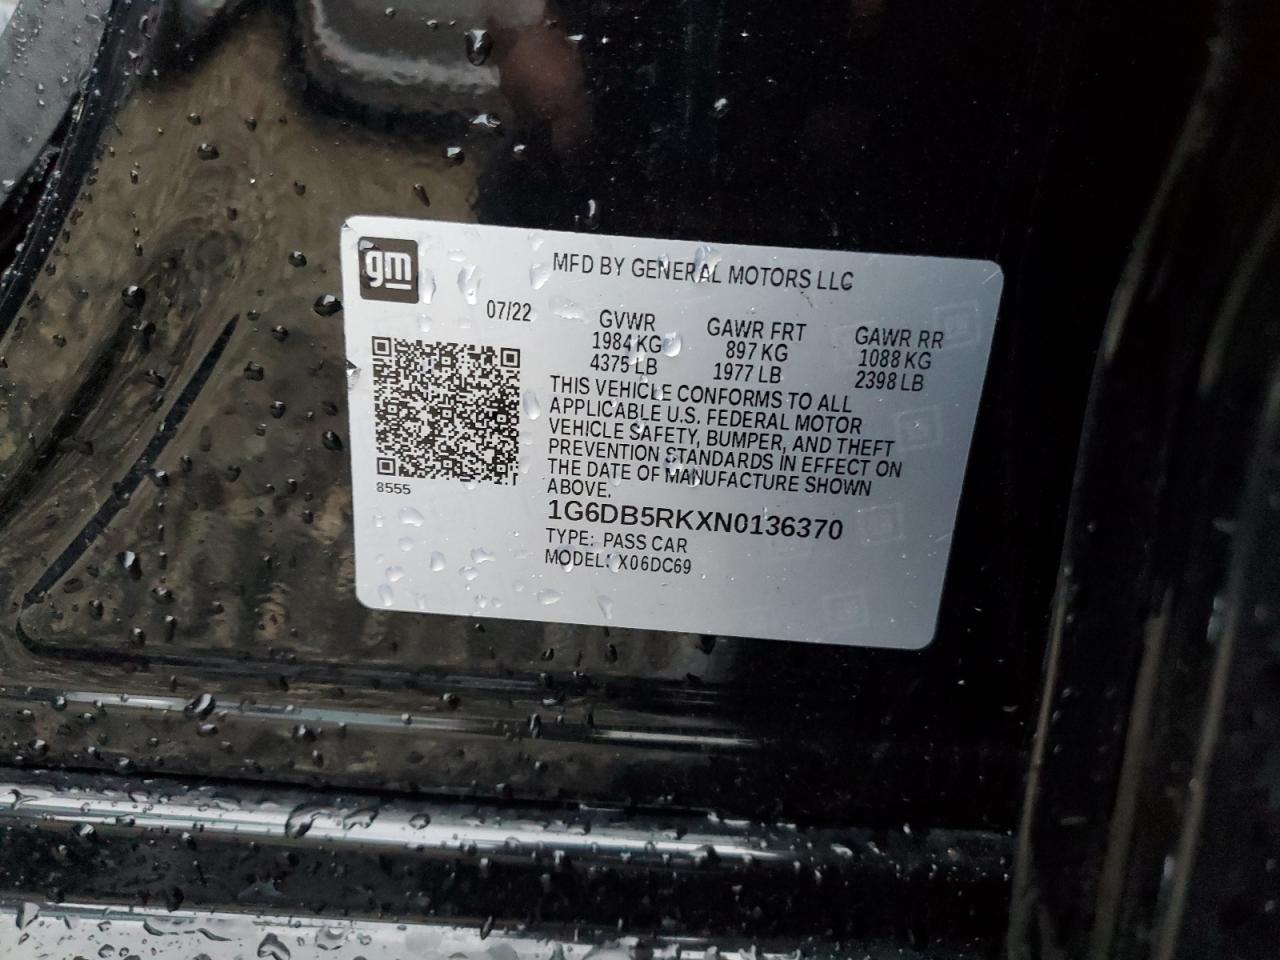 gm
MFD BY GENERAL MOTORS LLC
07/22
GVWR
1984 KG
4375 LB
GAWR FRT
897 KG
1977 LB
GAWR RR
1088 KG
2398 LB
THIS VEHICLE CONFORMS TO ALL
APPLICABLE U.S. FEDERAL MOTOR
VEHICLE SAFETY, BUMPER, AND THEFT
PREVENTION STANDARDS IN EFFECT ON
THE DATE OF MANUFACTURE SHOWN
ABOVE.
8555
1G6DB5RKXN0136370
TYPE: PASS CAR
MODEL: X06DC69